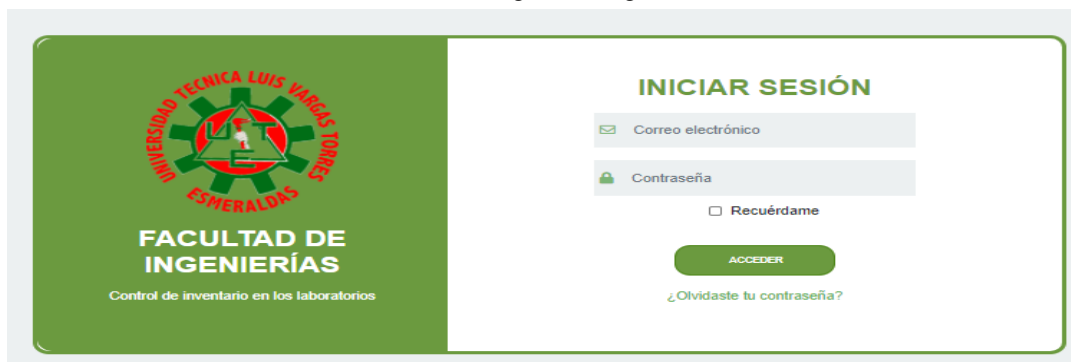 UNIVERSIDAD TECNICA LUIS VARGAS TORRES
U T E
ESMERALDAS
FACULTAD DE
INGENIERÍAS
Control de inventario en los laboratorios
INICIAR SESIÓN
Correo electrónico
Contraseña
Recuérdame
ACCEDER
¿Olvidaste tu contraseña?